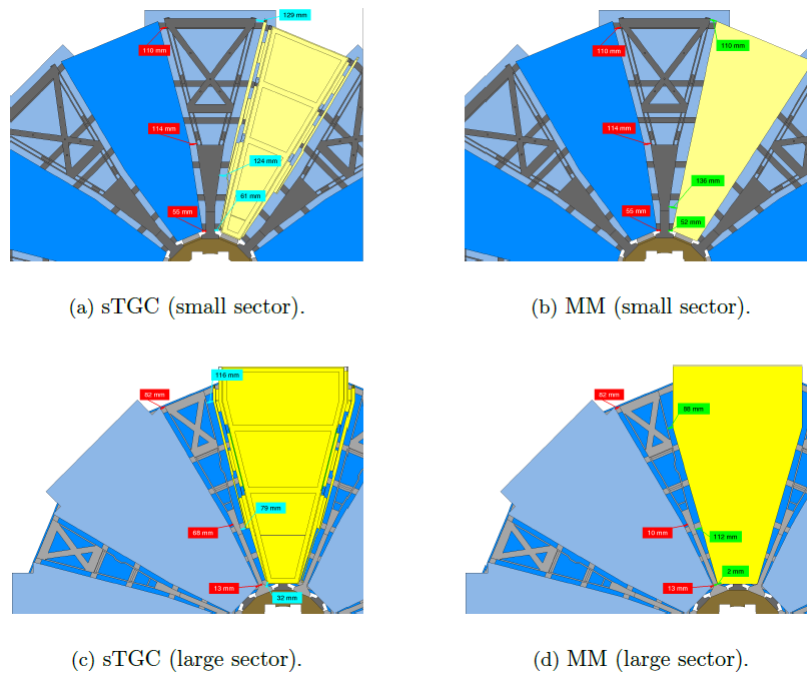 129 mm
110 mm
114 mm
124 mm
61 mm
55 mm
110 mm
110 mm
114 mm
136 mm
55 mm
52 mm
(a) sTGC (small sector).
(b) MM (small sector).
116 mm
82 mm
79 mm
68 mm
13 mm
32 mm
82 mm
88 mm
10 mm
112 mm
2 mm
13 mm
(c) sTGC (large sector).
(d) MM (large sector).